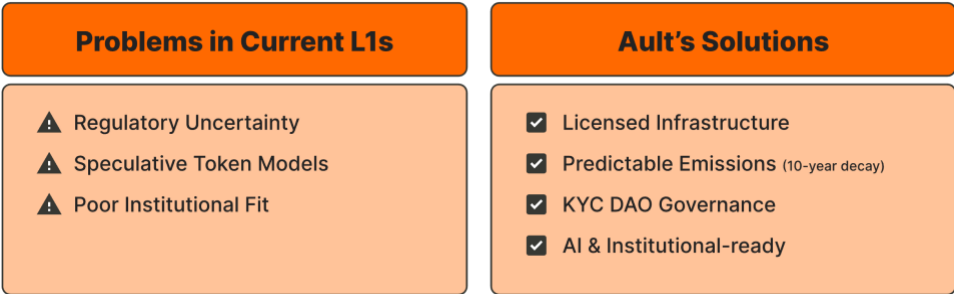 Problems in Current L1s
Regulatory Uncertainty
Speculative Token Models
Poor Institutional Fit
Ault’s Solutions
Licensed Infrastructure
Predictable Emissions (10-year decay)
KYC DAO Governance
AI & Institutional-ready